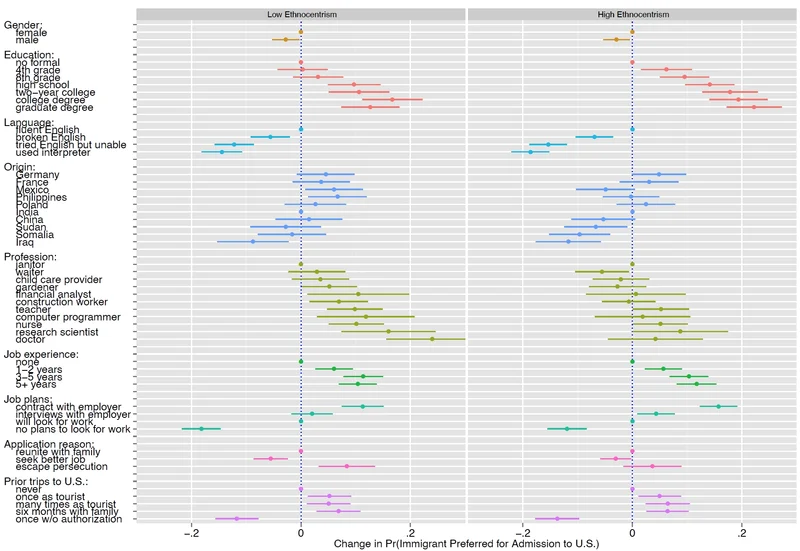 Low Ethnocentrism
High Ethnocentrism
Gender:
female
male
Education:
no formal
4th grade
8th grade
high school
two-year college
college degree
graduate degree
Language:
fluent English
broken English
tried English but unable
used interpreter
Origin:
Germany
France
Mexico
Philippines
Poland
India
China
Sudan
Somalia
Iraq
Profession:
janitor
waiter
child care provider
gardener
financial analyst
construction worker
teacher
computer programmer
nurse
research scientist
doctor
Job experience:
none
1-2 years
3-5 years
5+ years
Job plans:
contract with employer
interviews with employer
will look for work
no plans to look for work
Application reason:
reunite with family
seek better job
escape persecution
Prior trips to U.S.:
never
once as tourist
many times as tourist
six months with family
once w/o authorization
-.2 0 .2 -.2 0 .2
Change in Pr(Immigrant Preferred for Admission to U.S.)